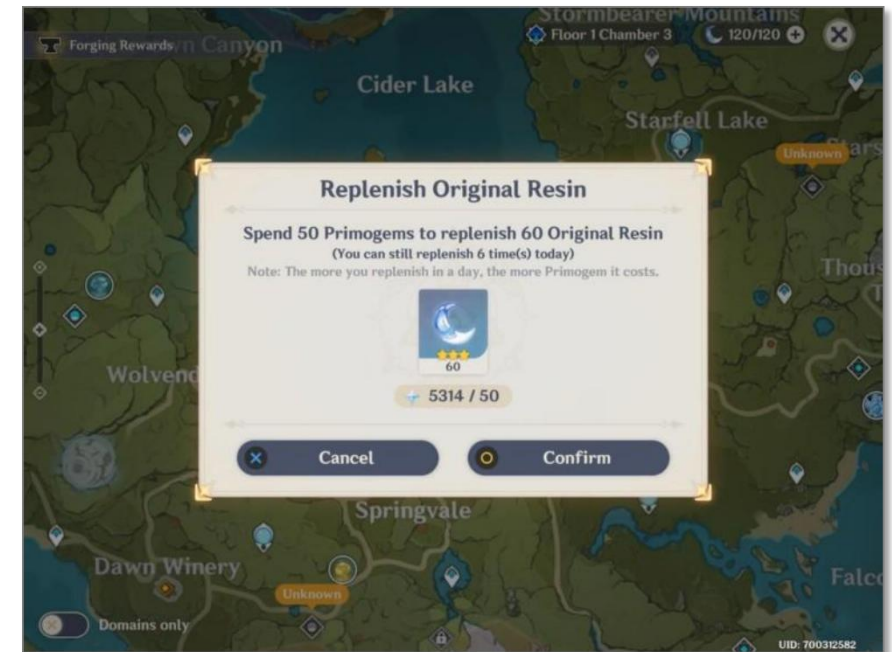 Stormbearer Mountains
Forging Rewards
Canyon
Floor 1 Chamber 3
120/120
Cider Lake
Starfell Lake
Unknown
Replenish Original Resin
Spend 50 Primogems to replenish 60 Original Resin
(You can still replenish 6 time(s) today)
Note: The more you replenish in a day, the more Primogem it costs.
60
5314 / 50
Cancel
Confirm
Springvale
Dawn Winery
Unknown
Domains only
UID: 700312582